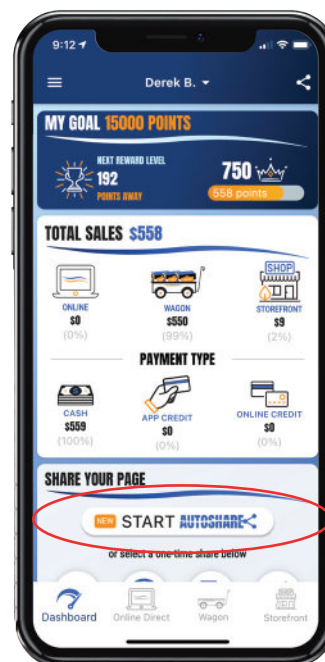 9:12
Derek B.
MY GOAL 15000 POINTS
NEXT REWARD LEVEL
192
POINTS AWAY
750
558 points
TOTAL SALES $558
SHOP
ONLINE
$0
(0%)
WAGON
$550
(99%)
STOREFRONT
$9
(2%)
PAYMENT TYPE
CASH
$559
(100%)
APP CREDIT
$0
(0%)
ONLINE CREDIT
$0
(0%)
SHARE YOUR PAGE
NEW START AUTOSHARE
or select a one-time share below
Dashboard
Online Direct
Wagon
Storefront